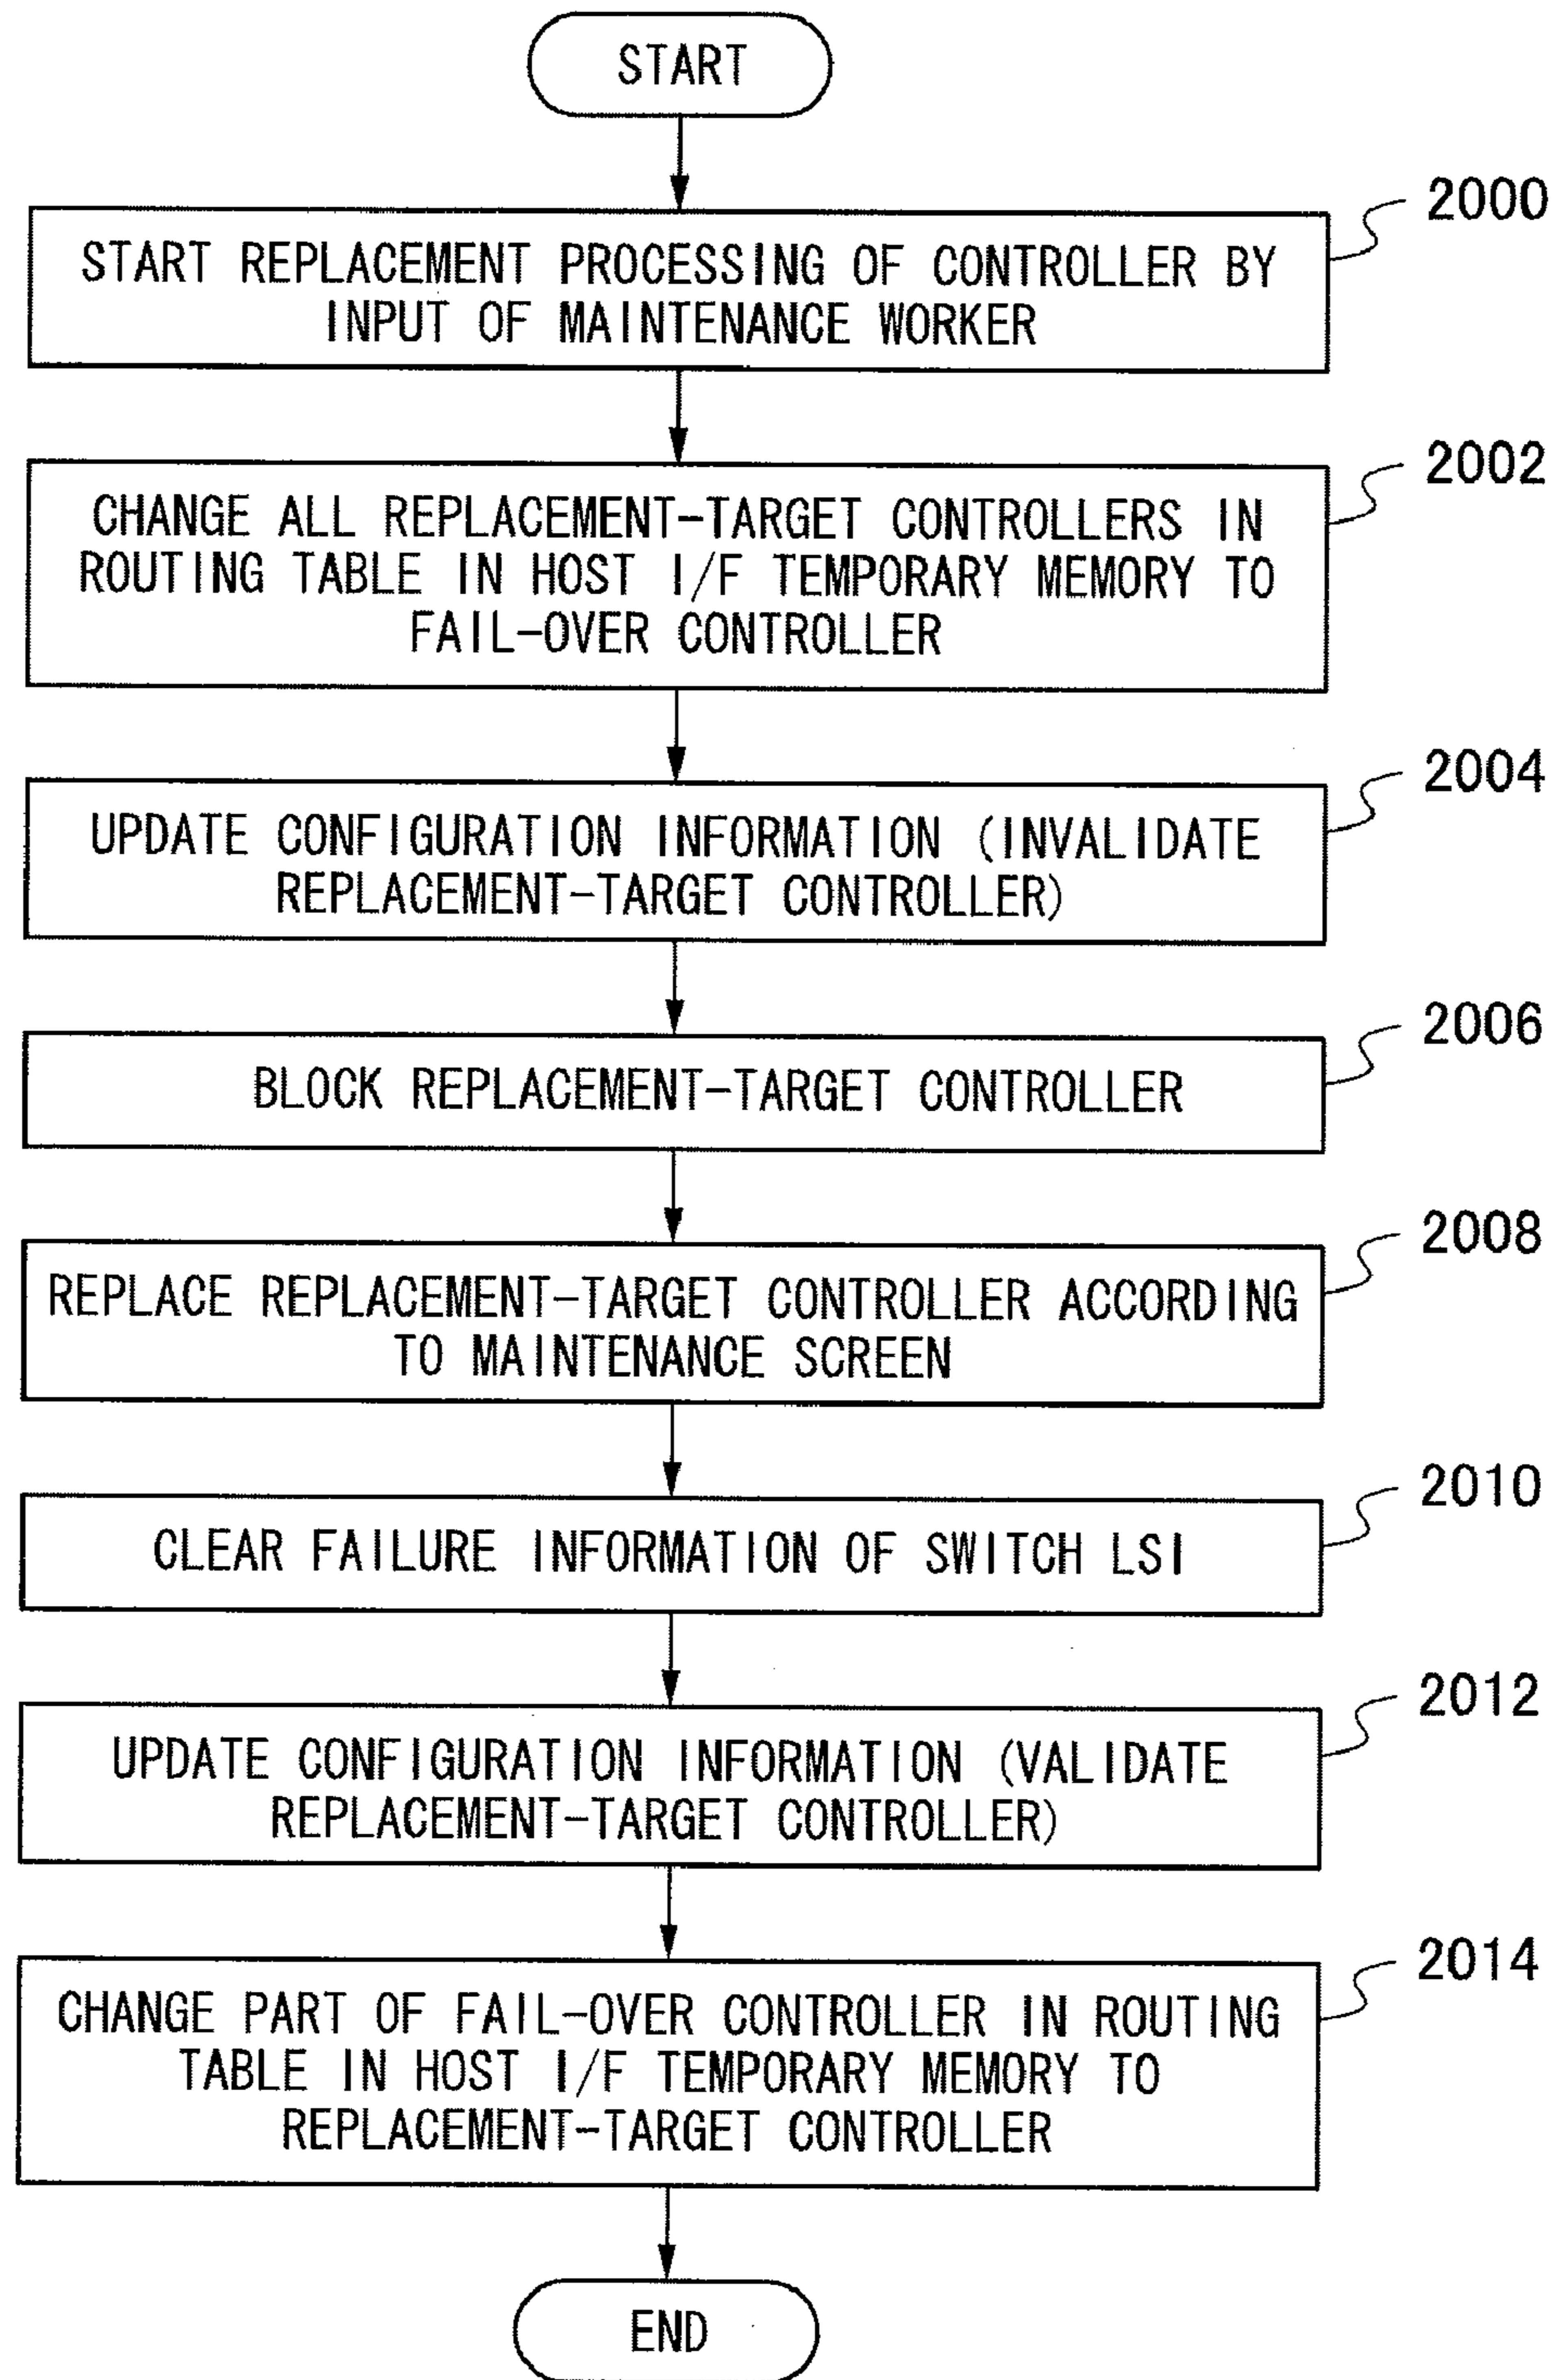 START
2000
START REPLACEMENT PROCESSING OF CONTROLLER BY
INPUT OF MAINTENANCE WORKER
2002
CHANGE ALL REPLACEMENT-TARGET CONTROLLERS IN
ROUTING TABLE IN HOST I/F TEMPORARY MEMORY TO
FAIL-OVER CONTROLLER
2004
UPDATE CONFIGURATION INFORMATION (INVALIDATE
REPLACEMENT-TARGET CONTROLLER)
2006
BLOCK REPLACEMENT-TARGET CONTROLLER
2008
REPLACE REPLACEMENT-TARGET CONTROLLER ACCORDING
TO MAINTENANCE SCREEN
2010
CLEAR FAILURE INFORMATION OF SWITCH LSI
2012
UPDATE CONFIGURATION INFORMATION (VALIDATE
REPLACEMENT-TARGET CONTROLLER)
2014
CHANGE PART OF FAIL-OVER CONTROLLER IN ROUTING
TABLE IN HOST I/F TEMPORARY MEMORY TO
REPLACEMENT-TARGET CONTROLLER
END